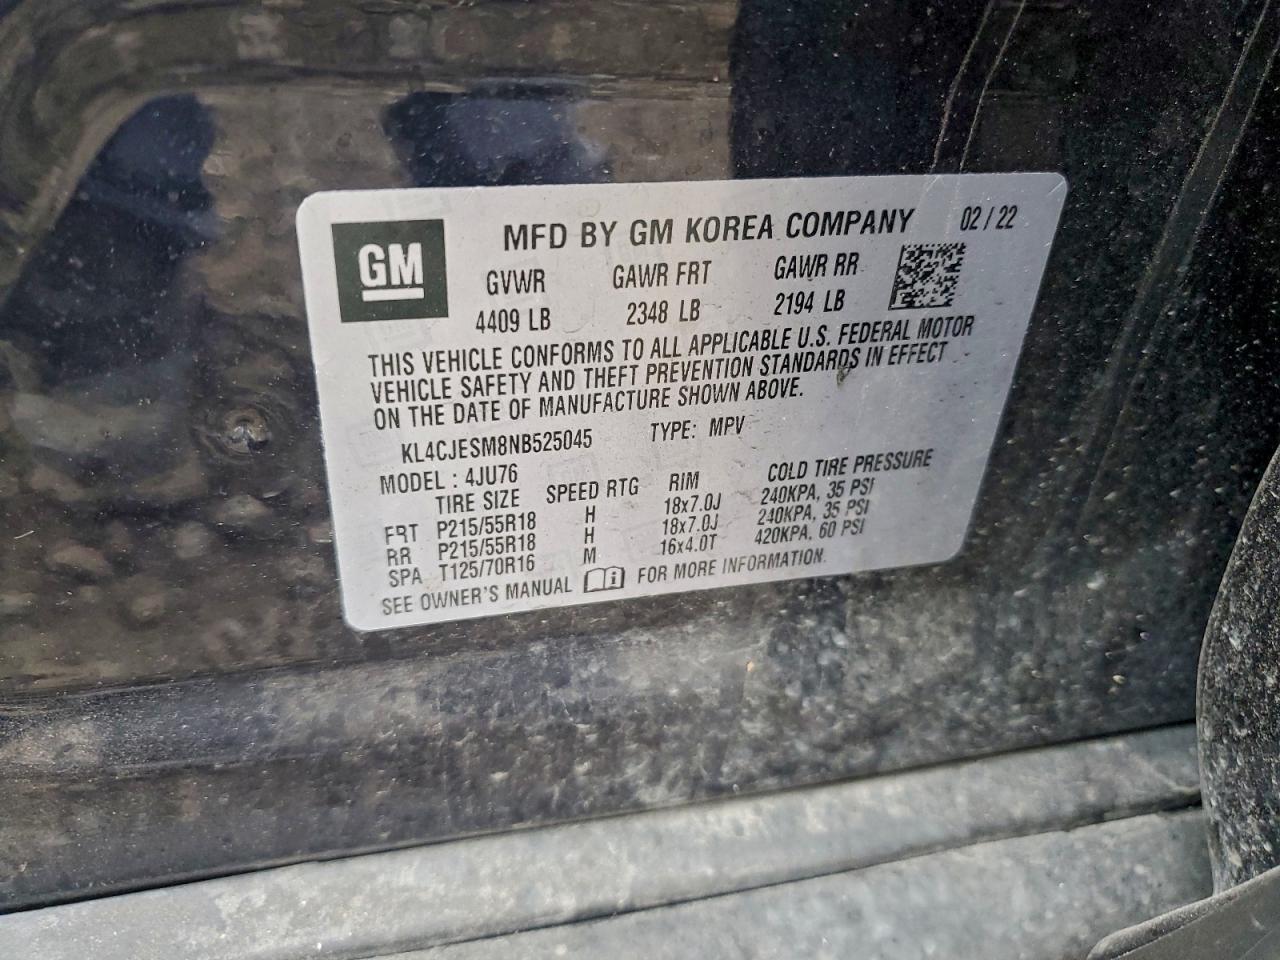 GM
MFD BY GM KOREA COMPANY 02 / 22
GVWR GAWR FRT GAWR RR
4409 LB 2348 LB 2194 LB
THIS VEHICLE CONFORMS TO ALL APPLICABLE U.S. FEDERAL MOTOR
VEHICLE SAFETY AND THEFT PREVENTION STANDARDS IN EFFECT
ON THE DATE OF MANUFACTURE SHOWN ABOVE.
KL4CJESM8NB525045 TYPE: MPV
MODEL : 4JU76
TIRE SIZE SPEED RTG RIM COLD TIRE PRESSURE
FRT P215/55R18 H 18x7.0J 240KPA, 35 PSI
RR P215/55R18 H 18x7.0J 240KPA, 35 PSI
SPA T125/70R16 M 16x4.0T 420KPA, 60 PSI
SEE OWNER'S MANUAL i FOR MORE INFORMATION.